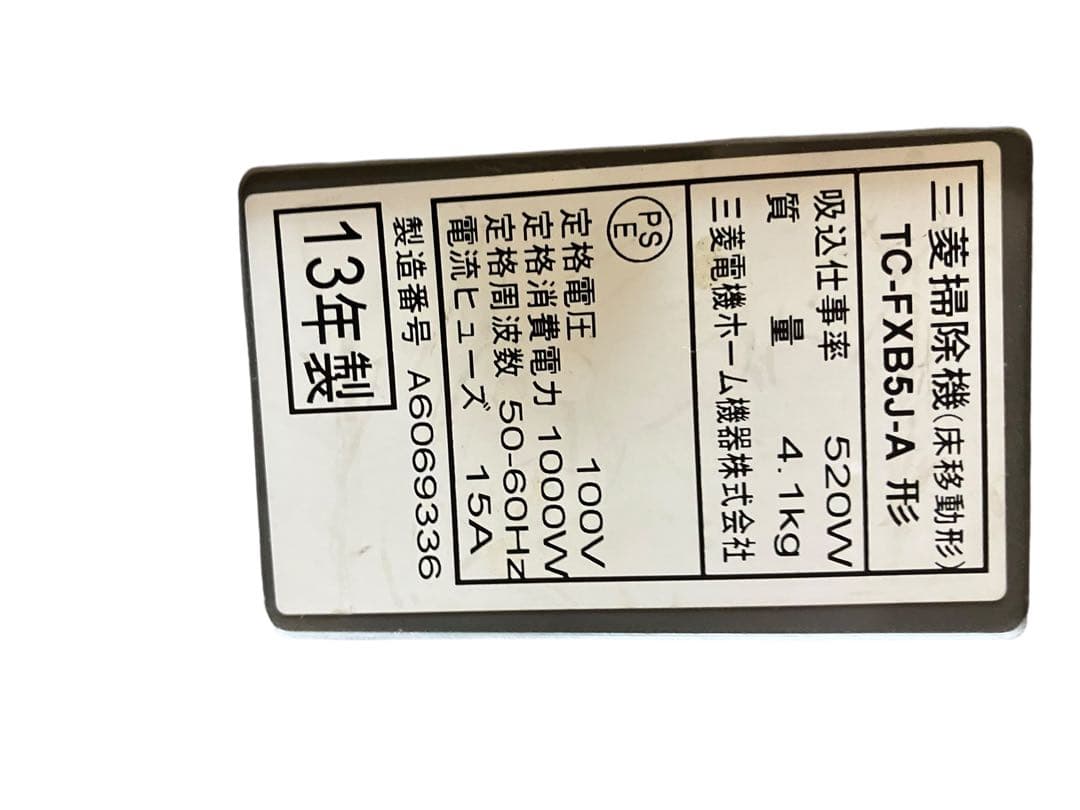 三菱掃除機(床移動形)
TC-FXB5J-A 形
吸込仕事率 520W
質量 4.1kg
三菱電機ホーム機器株式会社
PS
E
定格電圧 100V
定格消費電力 1000W
定格周波数 50-60Hz
電流ヒューズ 15A
製造番号 A6069336
13年製